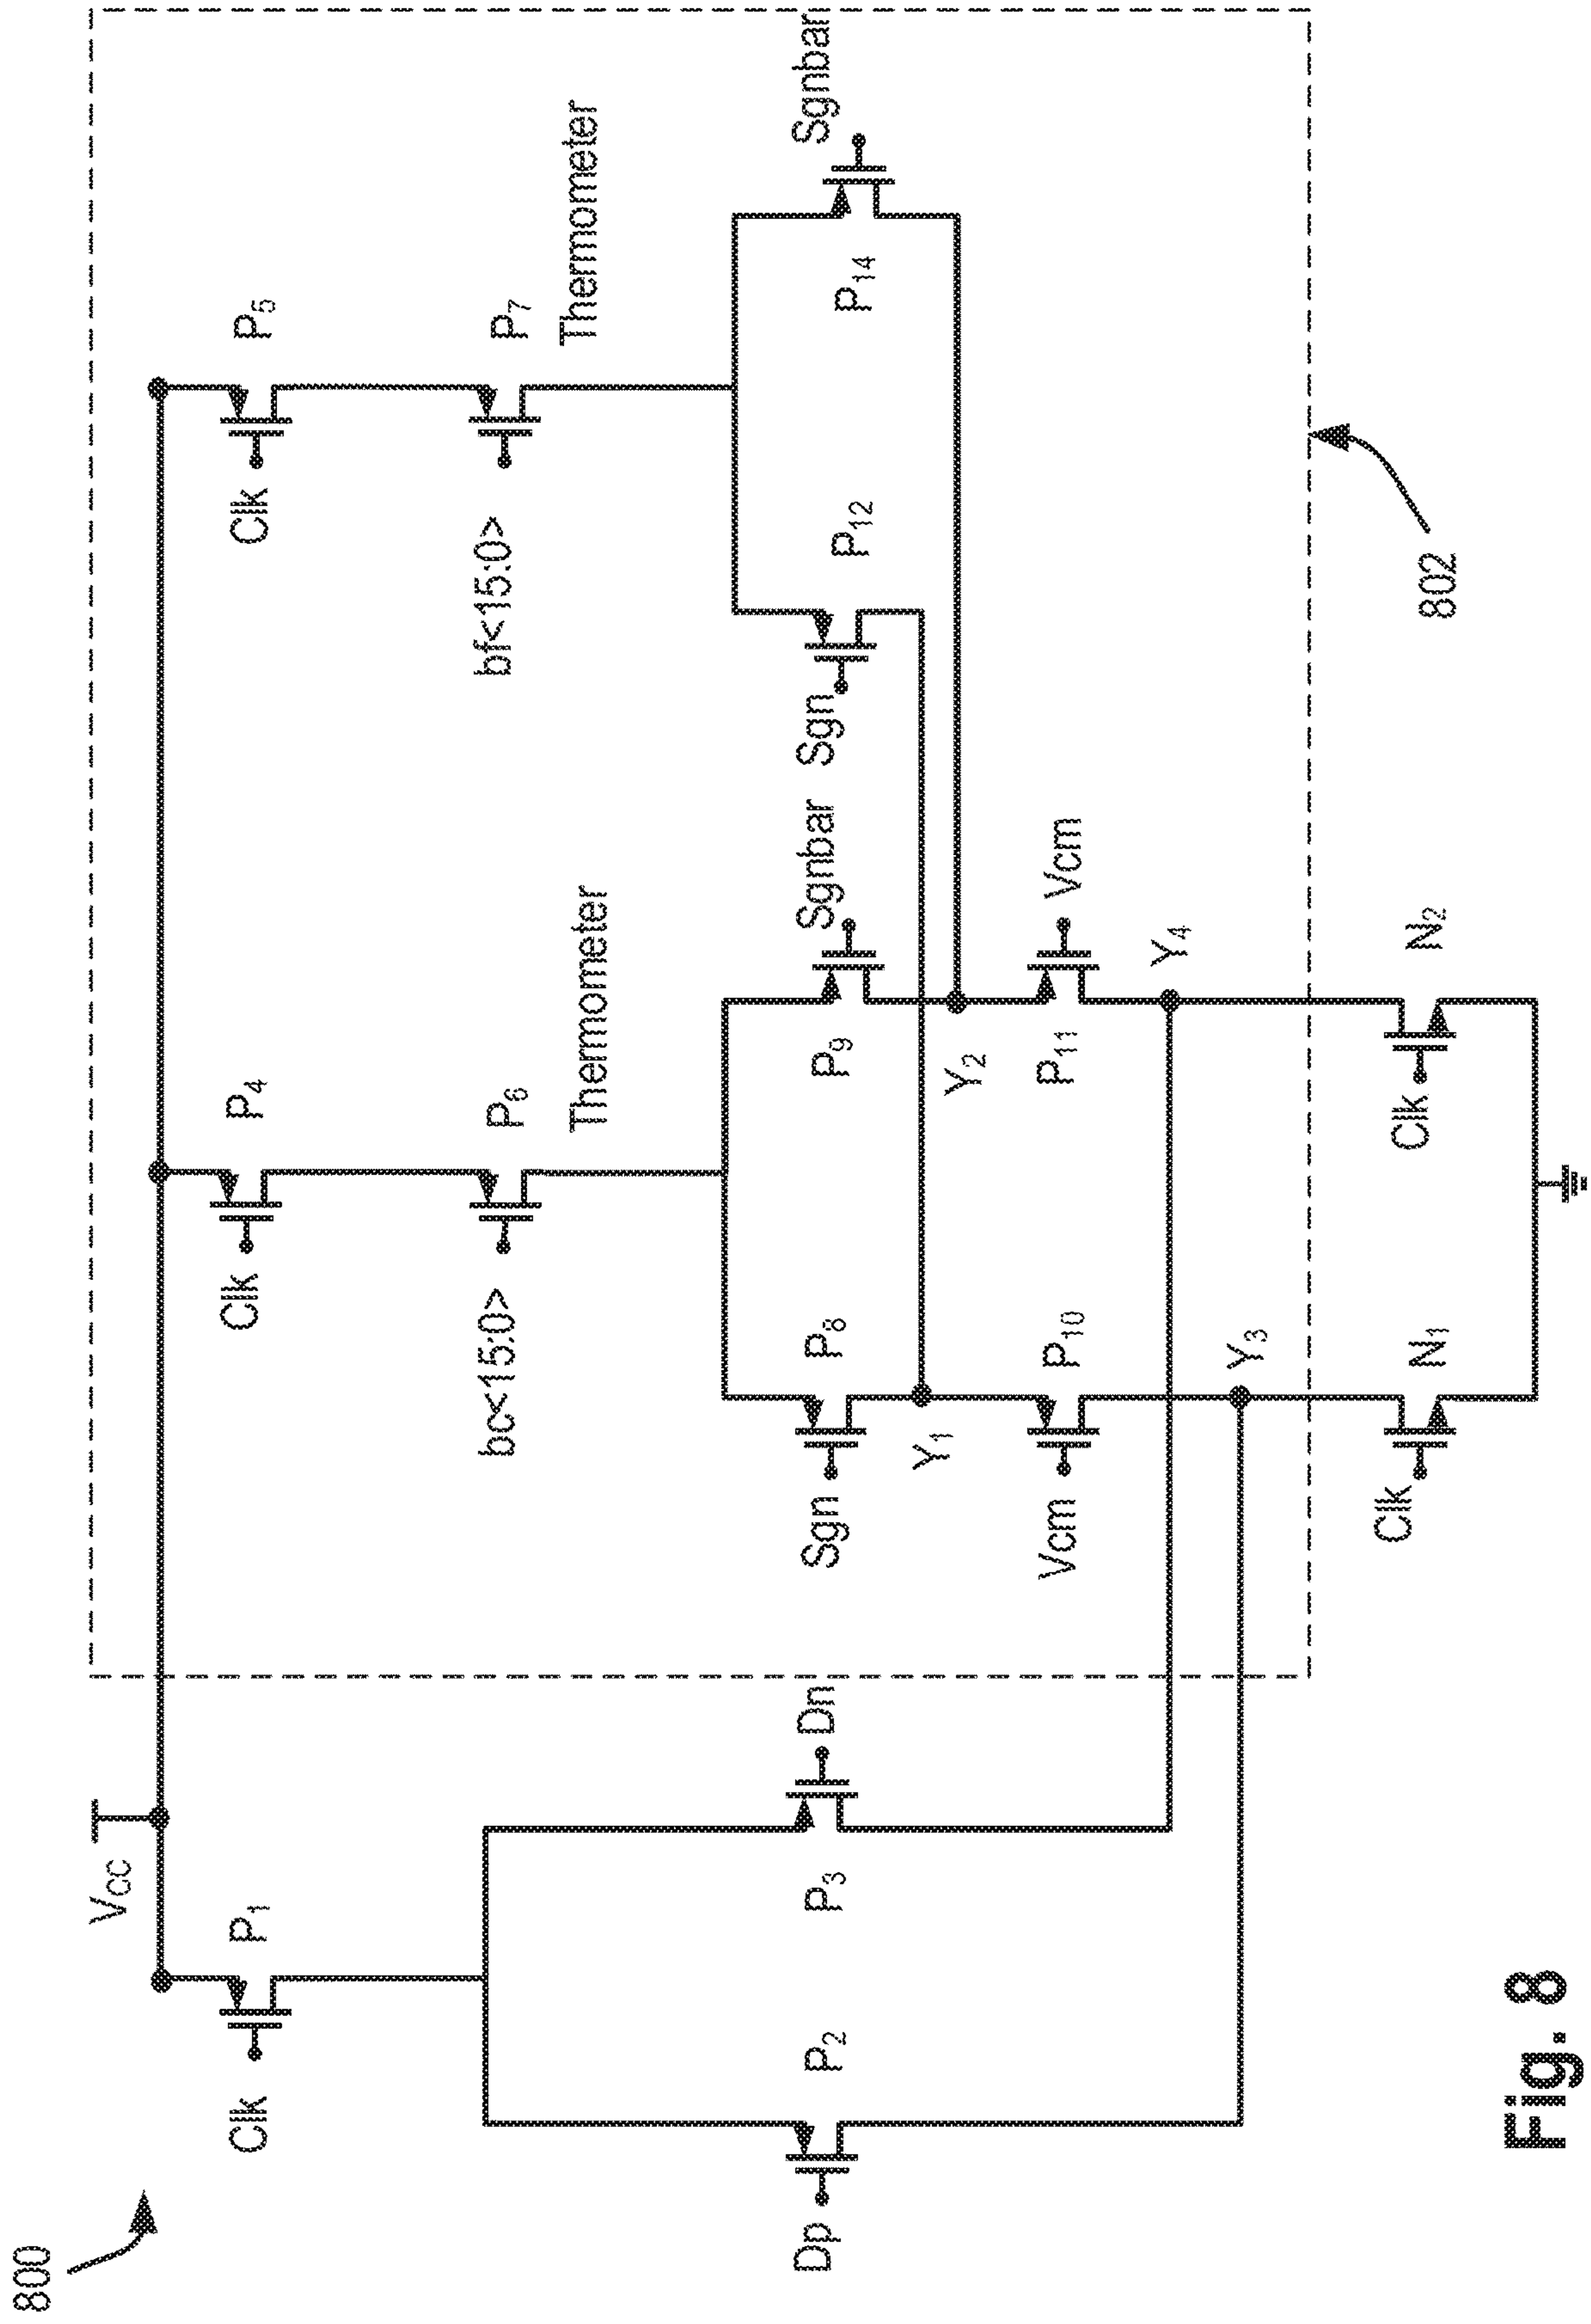 800
Vcc
Clk
P1
Clk
P4
Clk
P5
bc<15:0>
P6
Thermometer
bf<15:0>
P7
Thermometer
Dp
P2
P3
Dn
Sgn
P8
P9
Sgnbar
Sgn
P12
P14
Sgnbar
Y1
Y2
Vcm
P10
P11
Vcm
Y3
Y4
Clk
N1
Clk
N2
802
Fig. 8